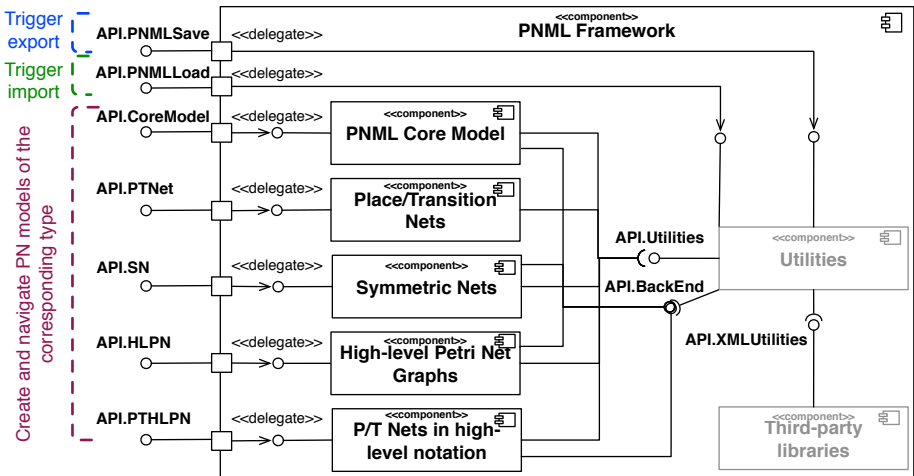 Trigger
export
Trigger
import
Create and navigate PN models of the
corresponding type
<<component>>
PNML Framework
API.PNMLSave
<<delegate>>
API.PNMLLoad
<<delegate>>
API.CoreModel
<<delegate>>
<<component>>
PNML Core Model
API.PTNet
<<delegate>>
<<component>>
Place/Transition
Nets
API.SN
<<delegate>>
<<component>>
Symmetric Nets
API.HLPN
<<delegate>>
<<component>>
High-level Petri Net
Graphs
API.PTHLPN
<<delegate>>
<<component>>
P/T Nets in high-
level notation
API.Utilities
API.BackEnd
<<component>>
Utilities
API.XMLUtilities
<<component>>
Third-party
libraries